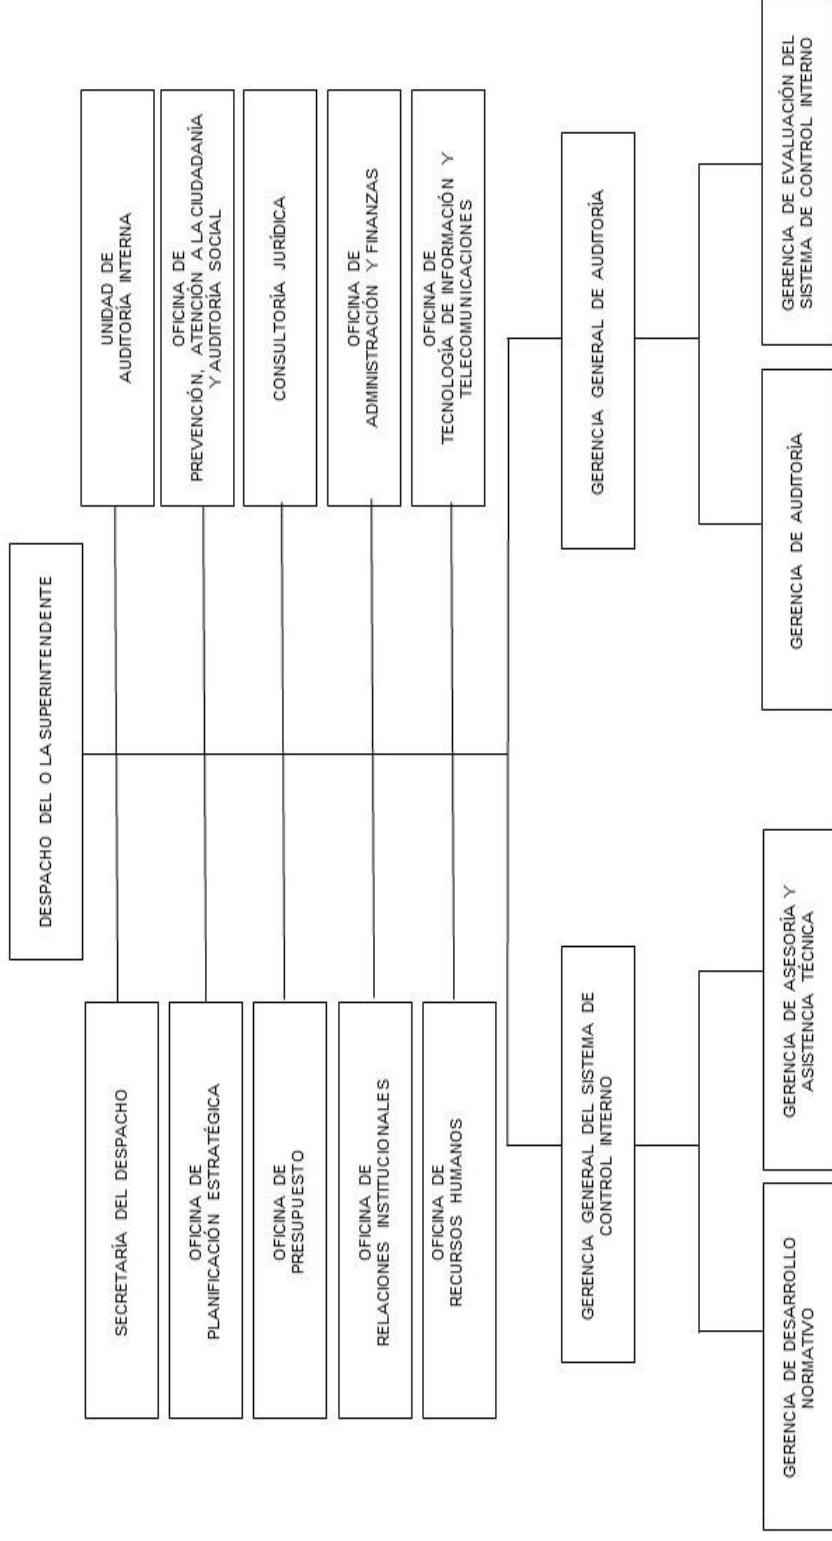 DESPACHO DEL O LA SUPERINTENDENTE
SECRETARÍA DEL DESPACHO
UNIDAD DE
AUDITORÍA INTERNA
OFICINA DE
PLANIFICACIÓN ESTRATÉGICA
OFICINA DE
PREVENCIÓN, ATENCIÓN A LA CIUDADANÍA
Y AUDITORÍA SOCIAL
OFICINA DE
PRESUPUESTO
CONSULTORÍA JURÍDICA
OFICINA DE
RELACIONES INSTITUCIONALES
OFICINA DE
ADMINISTRACIÓN Y FINANZAS
OFICINA DE
RECURSOS HUMANOS
OFICINA DE
TECNOLOGÍA DE INFORMACIÓN Y
TELECOMUNICACIONES
GERENCIA GENERAL DEL SISTEMA DE
CONTROL INTERNO
GERENCIA GENERAL DE AUDITORÍA
GERENCIA DE DESARROLLO
NORMATIVO
GERENCIA DE ASESORÍA Y
ASISTENCIA TÉCNICA
GERENCIA DE AUDITORÍA
GERENCIA DE EVALUACIÓN DEL
SISTEMA DE CONTROL INTERNO